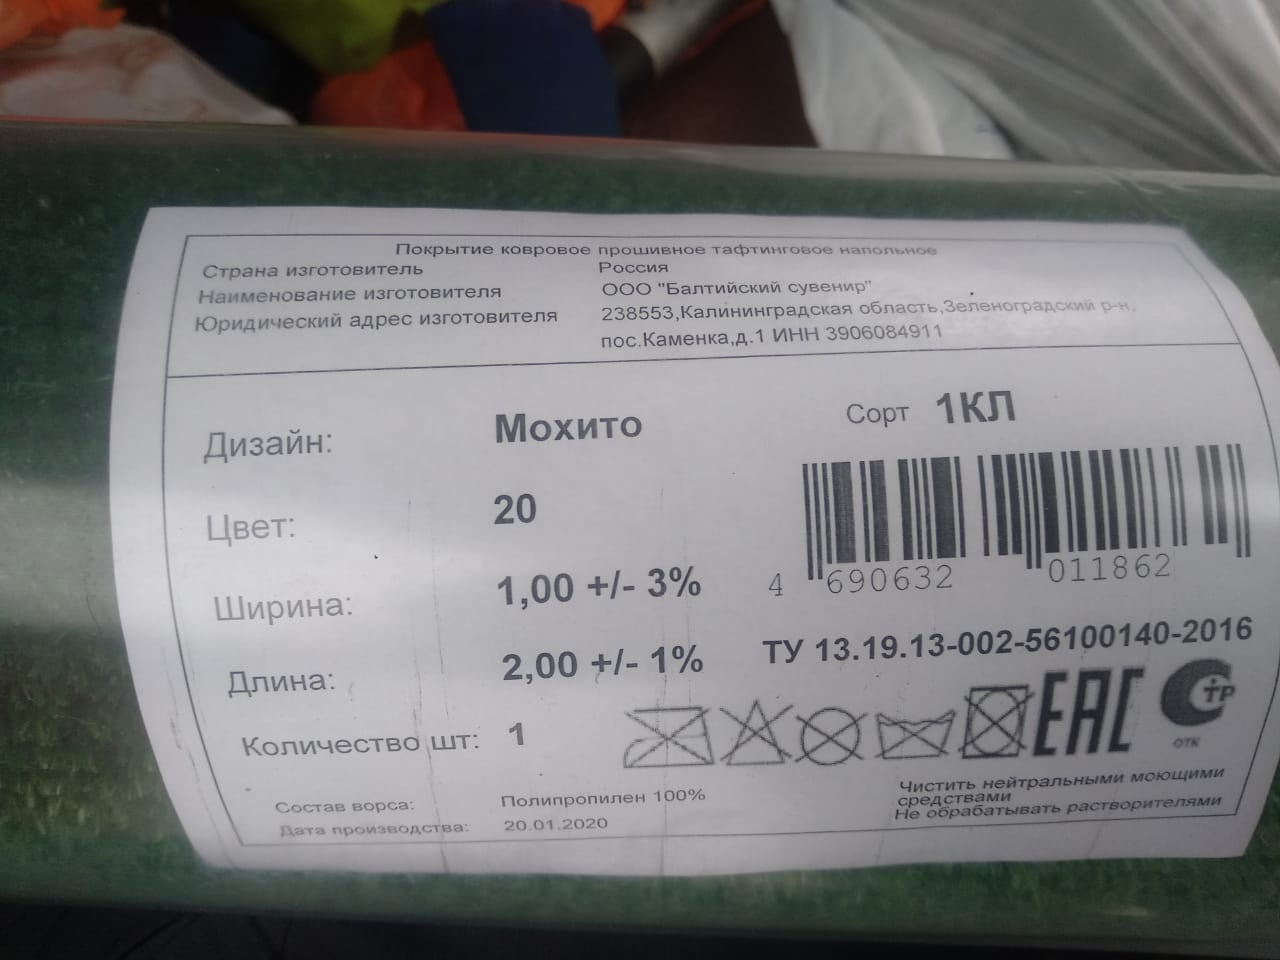 Покрытие ковровое прошивное тафтинговое напольное
Страна изготовитель Россия
Наименование изготовителя ООО "Балтийский сувенир"
Юридический адрес изготовителя 238553,Калининградская область,Зеленоградский р-н,
пос.Каменка,д.1 ИНН 3906084911
Дизайн: Мохито Сорт 1КЛ
Цвет: 20
4 690632 011862
Ширина: 1,00 +/- 3%
ТУ 13.19.13-002-56100140-2016
Длина: 2,00 +/- 1%
Количество шт: 1
EAC
ТР
ОТК
Состав ворса: Полипропилен 100%
Дата производства: 20.01.2020
Чистить нейтральными моющими
средствами
Не обрабатывать растворителями